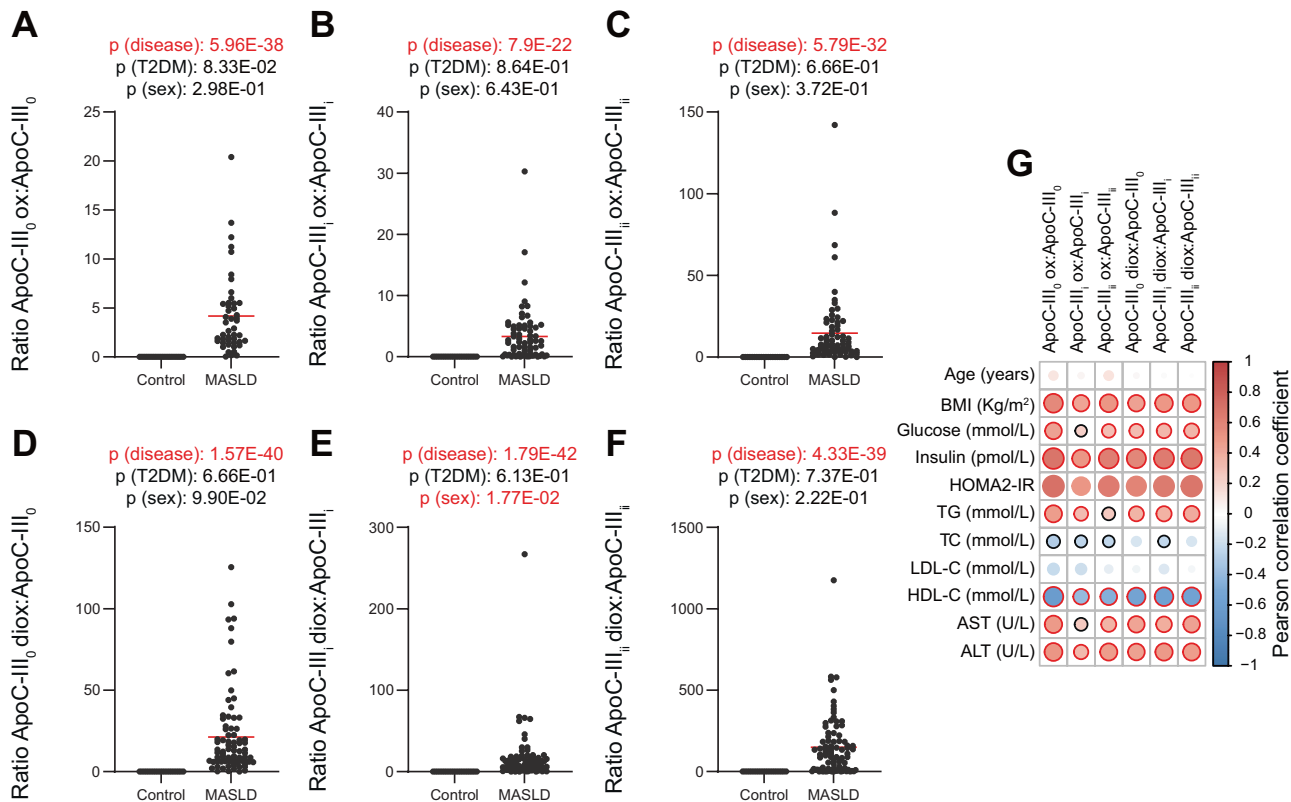 A
p (disease): 5.96E-38
p (T2DM): 8.33E-02
p (sex): 2.98E-01
Ratio ApoC-III0 ox:ApoC-III0
25
20
15
10
5
0
Control
MASLD
B
p (disease): 7.9E-22
p (T2DM): 8.64E-01
p (sex): 6.43E-01
Ratio ApoC-IIIi ox:ApoC-IIIi
40
30
20
10
0
Control
MASLD
C
p (disease): 5.79E-32
p (T2DM): 6.66E-01
p (sex): 3.72E-01
Ratio ApoC-IIIii ox:ApoC-IIIii
150
100
50
0
Control
MASLD
D
p (disease): 1.57E-40
p (T2DM): 6.66E-01
p (sex): 9.90E-02
Ratio ApoC-III0 diox:ApoC-III0
150
100
50
0
Control
MASLD
E
p (disease): 1.79E-42
p (T2DM): 6.13E-01
p (sex): 1.77E-02
Ratio ApoC-IIIi diox:ApoC-IIIi
300
200
100
0
Control
MASLD
F
p (disease): 4.33E-39
p (T2DM): 7.37E-01
p (sex): 2.22E-01
Ratio ApoC-IIIii diox:ApoC-IIIii
1500
1000
500
0
Control
MASLD
G
ApoC-III0 ox:ApoC-III0
ApoC-IIIi ox:ApoC-IIIi
ApoC-IIIii ox:ApoC-IIIii
ApoC-III0 diox:ApoC-III0
ApoC-IIIi diox:ApoC-IIIi
ApoC-IIIii diox:ApoC-IIIii
Age (years)
BMI (Kg/m²)
Glucose (mmol/L)
Insulin (pmol/L)
HOMA2-IR
TG (mmol/L)
TC (mmol/L)
LDL-C (mmol/L)
HDL-C (mmol/L)
AST (U/L)
ALT (U/L)
1
0.8
0.6
0.4
0.2
0
−0.2
−0.4
−0.6
−0.8
−1
Pearson correlation coefficient